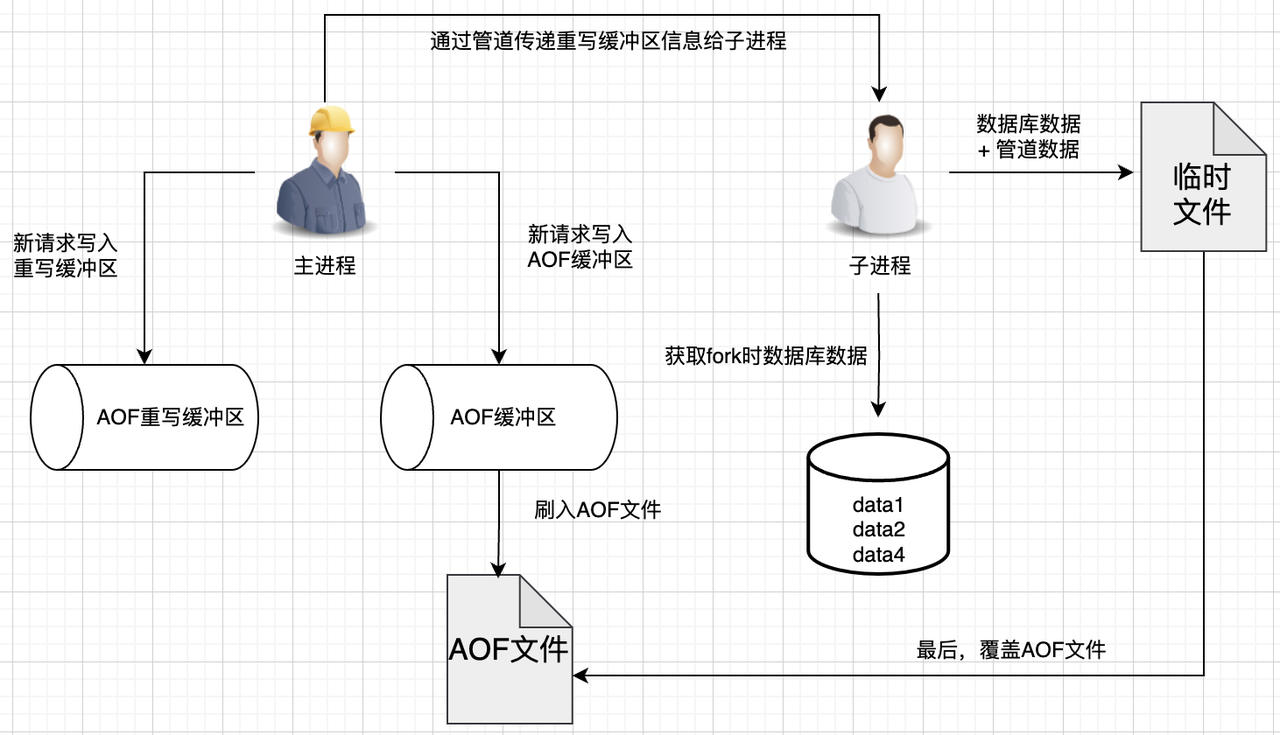 通过管道传递重写缓冲区信息给子进程
数据库数据
+ 管道数据
临时
文件
新请求写入
重写缓冲区
主进程
新请求写入
AOF缓冲区
子进程
获取fork时数据库数据
AOF重写缓冲区
AOF缓冲区
刷入AOF文件
data1
data2
data4
AOF文件
最后，覆盖AOF文件